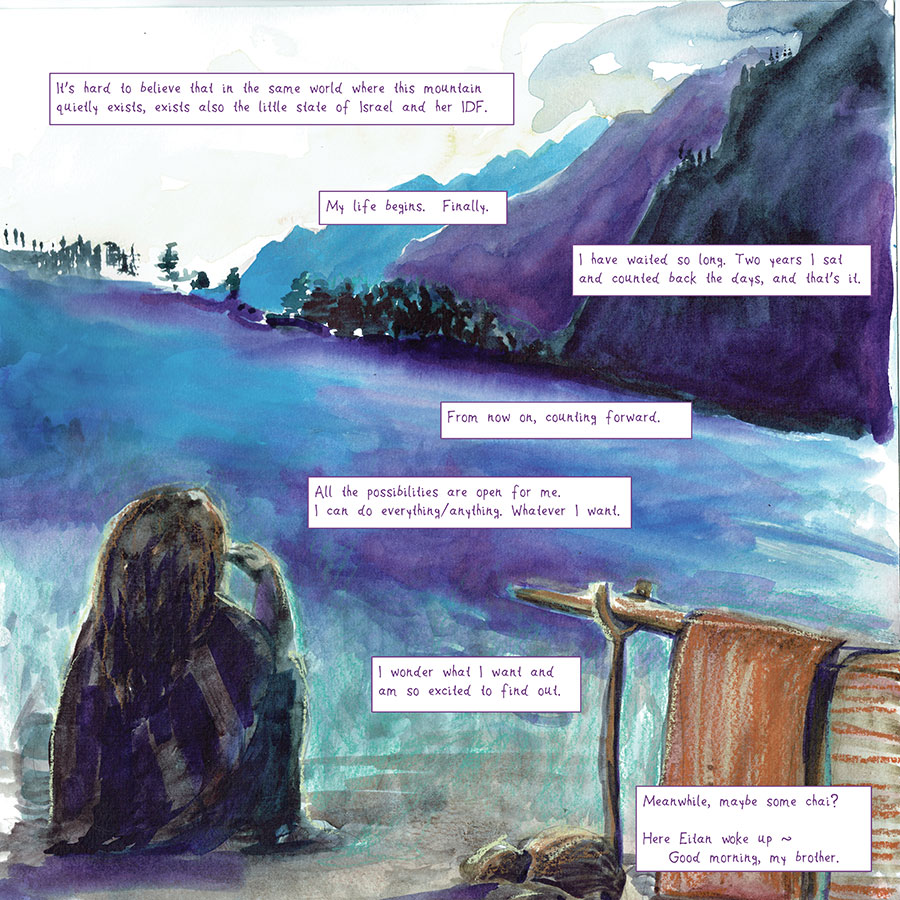 It's hard to believe that in the same world where this mountain
quietly exists, exists also the little state of Israel and her IDF.
My life begins. Finally.
I have waited so long. Two years I sat
and counted back the days, and that's it.
From now on, counting forward.
All the possibilities are open for me.
I can do everything/anything. Whatever I want.
I wonder what I want and
am so excited to find out.
Meanwhile, maybe some chai?
Here Eitan woke up ~
Good morning, my brother.